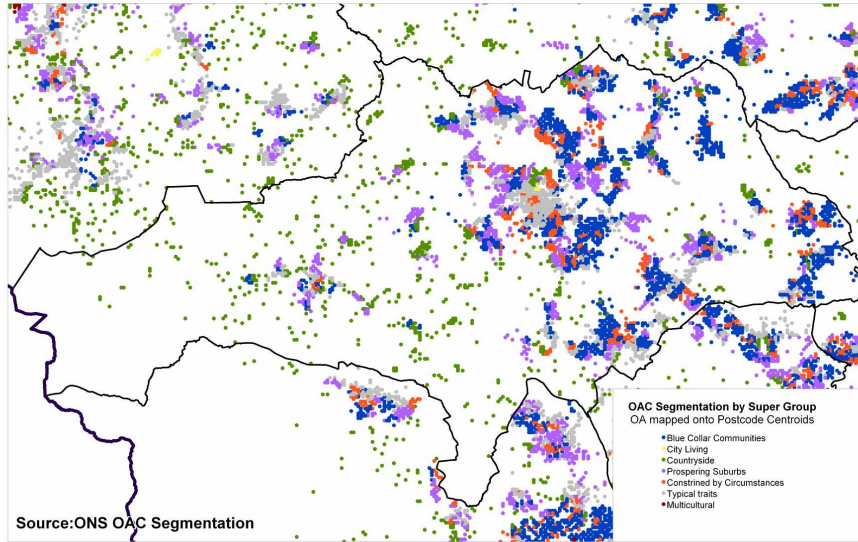 OAC Segmentation by Super Group
OA mapped onto Postcode Centroids
Blue Collar Communities
City Living
Countryside
Prospering Suburbs
Constrined by Circumstances
Typical traits
Multicultural
Source:ONS OAC Segmentation